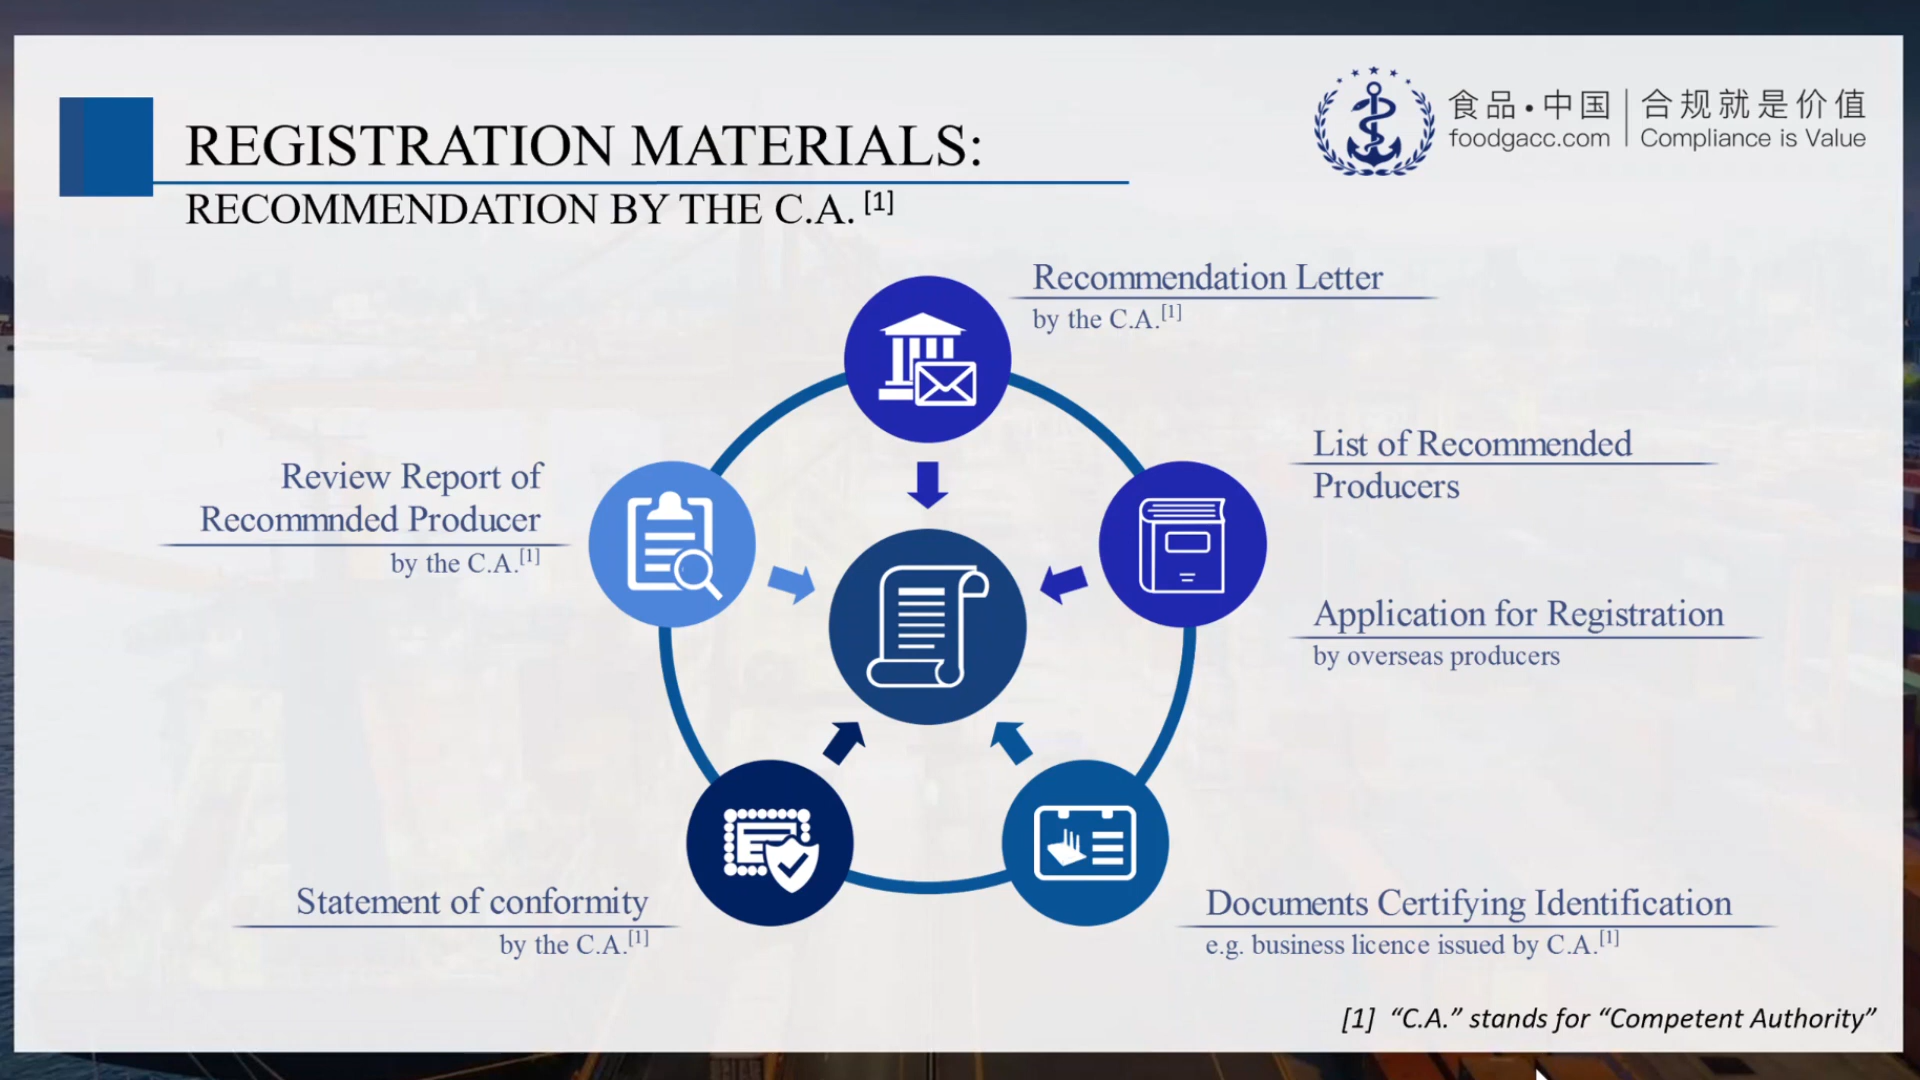 REGISTRATION MATERIALS:
RECOMMENDATION BY THE C.A. [1]
食品·中国 | 合规就是价值
foodgacc.com | Compliance is Value
Recommendation Letter
by the C.A.[1]
List of Recommended
Producers
Application for Registration
by overseas producers
Documents Certifying Identification
e.g. business licence issued by C.A.[1]
Statement of conformity
by the C.A.[1]
Review Report of
Recommnded Producer
by the C.A.[1]
[1] “C.A.” stands for “Competent Authority”